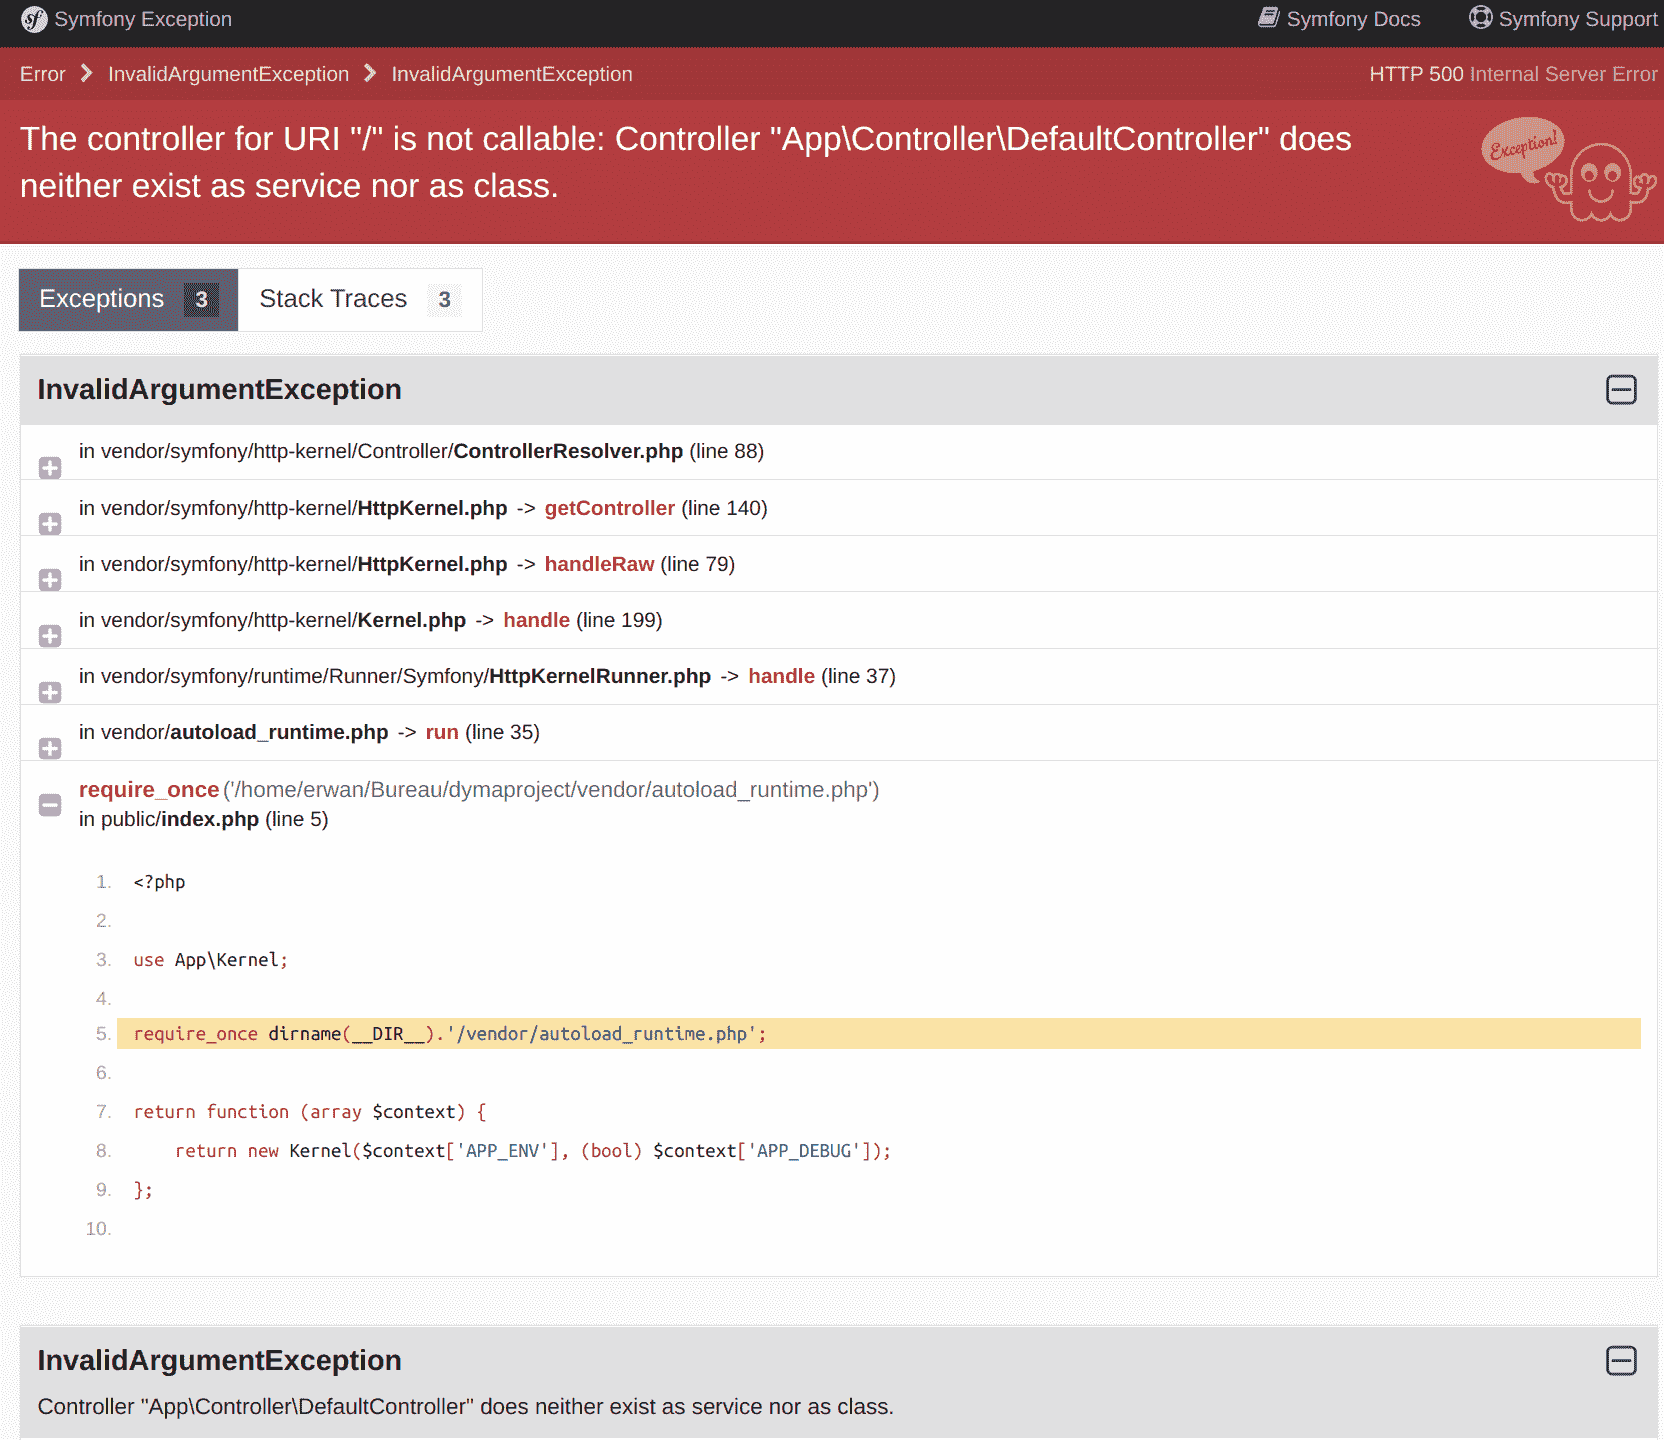 Symfony Exception
Symfony Docs
Symfony Support
Error InvalidArgumentException InvalidArgumentException
HTTP 500 Internal Server Error
The controller for URI "/" is not callable: Controller "App\Controller\DefaultController" does
neither exist as service nor as class.
Exception!
Exceptions 3
Stack Traces 3
InvalidArgumentException
in vendor/symfony/http-kernel/Controller/ControllerResolver.php (line 88)
in vendor/symfony/http-kernel/HttpKernel.php -> getController (line 140)
in vendor/symfony/http-kernel/HttpKernel.php -> handleRaw (line 79)
in vendor/symfony/http-kernel/Kernel.php -> handle (line 199)
in vendor/symfony/runtime/Runner/Symfony/HttpKernelRunner.php -> handle (line 37)
in vendor/autoload_runtime.php -> run (line 35)
require_once('/home/erwan/Bureau/dymaproject/vendor/autoload_runtime.php')
in public/index.php (line 5)
1. <?php
2.
3. use App\Kernel;
4.
5. require_once dirname(__DIR__).'/vendor/autoload_runtime.php';
6.
7. return function (array $context) {
8. return new Kernel($context['APP_ENV'], (bool) $context['APP_DEBUG']);
9. };
10.
InvalidArgumentException
Controller "App\Controller\DefaultController" does neither exist as service nor as class.